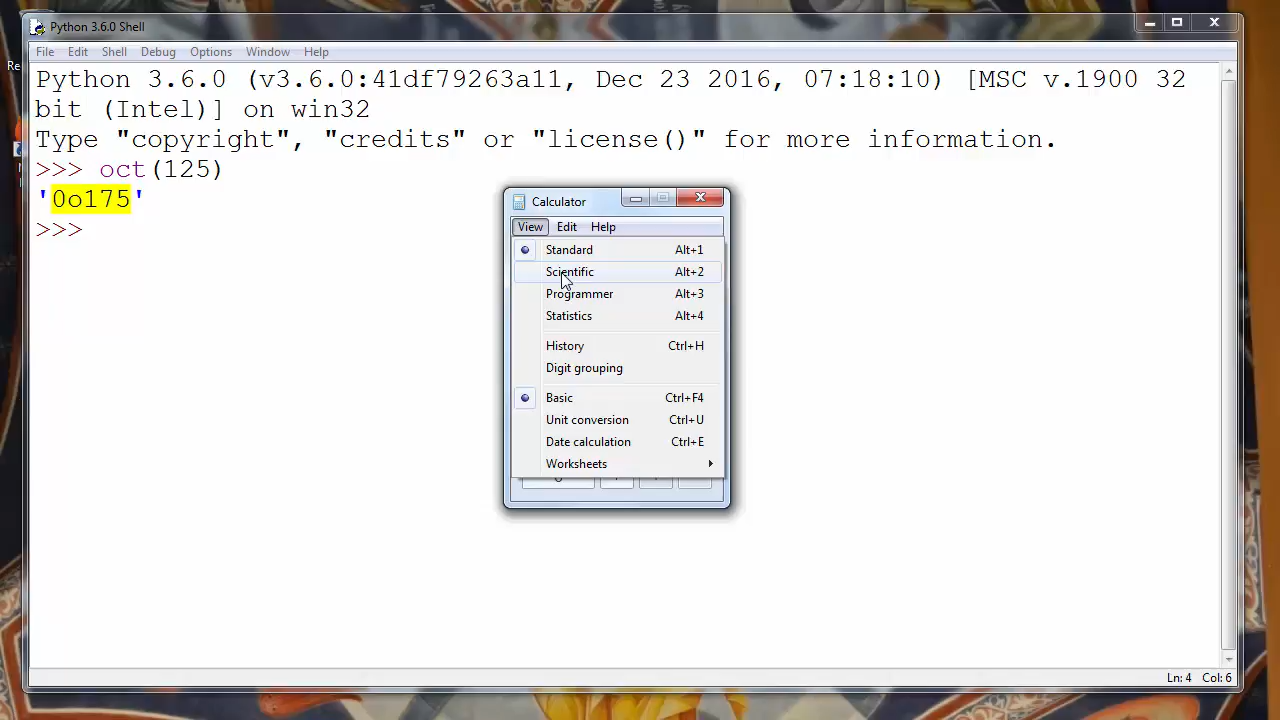 Python 3.6.0 Shell
File Edit Shell Debug Options Window Help
Re
Python 3.6.0 (v3.6.0:41df79263a11, Dec 23 2016, 07:18:10) [MSC v.1900 32
bit (Intel)] on win32
Type "copyright", "credits" or "license()" for more information.
>>> oct(125)
'0o175'
>>>
Calculator
View Edit Help
Standard Alt+1
Scientific Alt+2
Programmer Alt+3
Statistics Alt+4
History Ctrl+H
Digit grouping
Basic Ctrl+F4
Unit conversion Ctrl+U
Date calculation Ctrl+E
Worksheets
Ln: 4 Col: 6